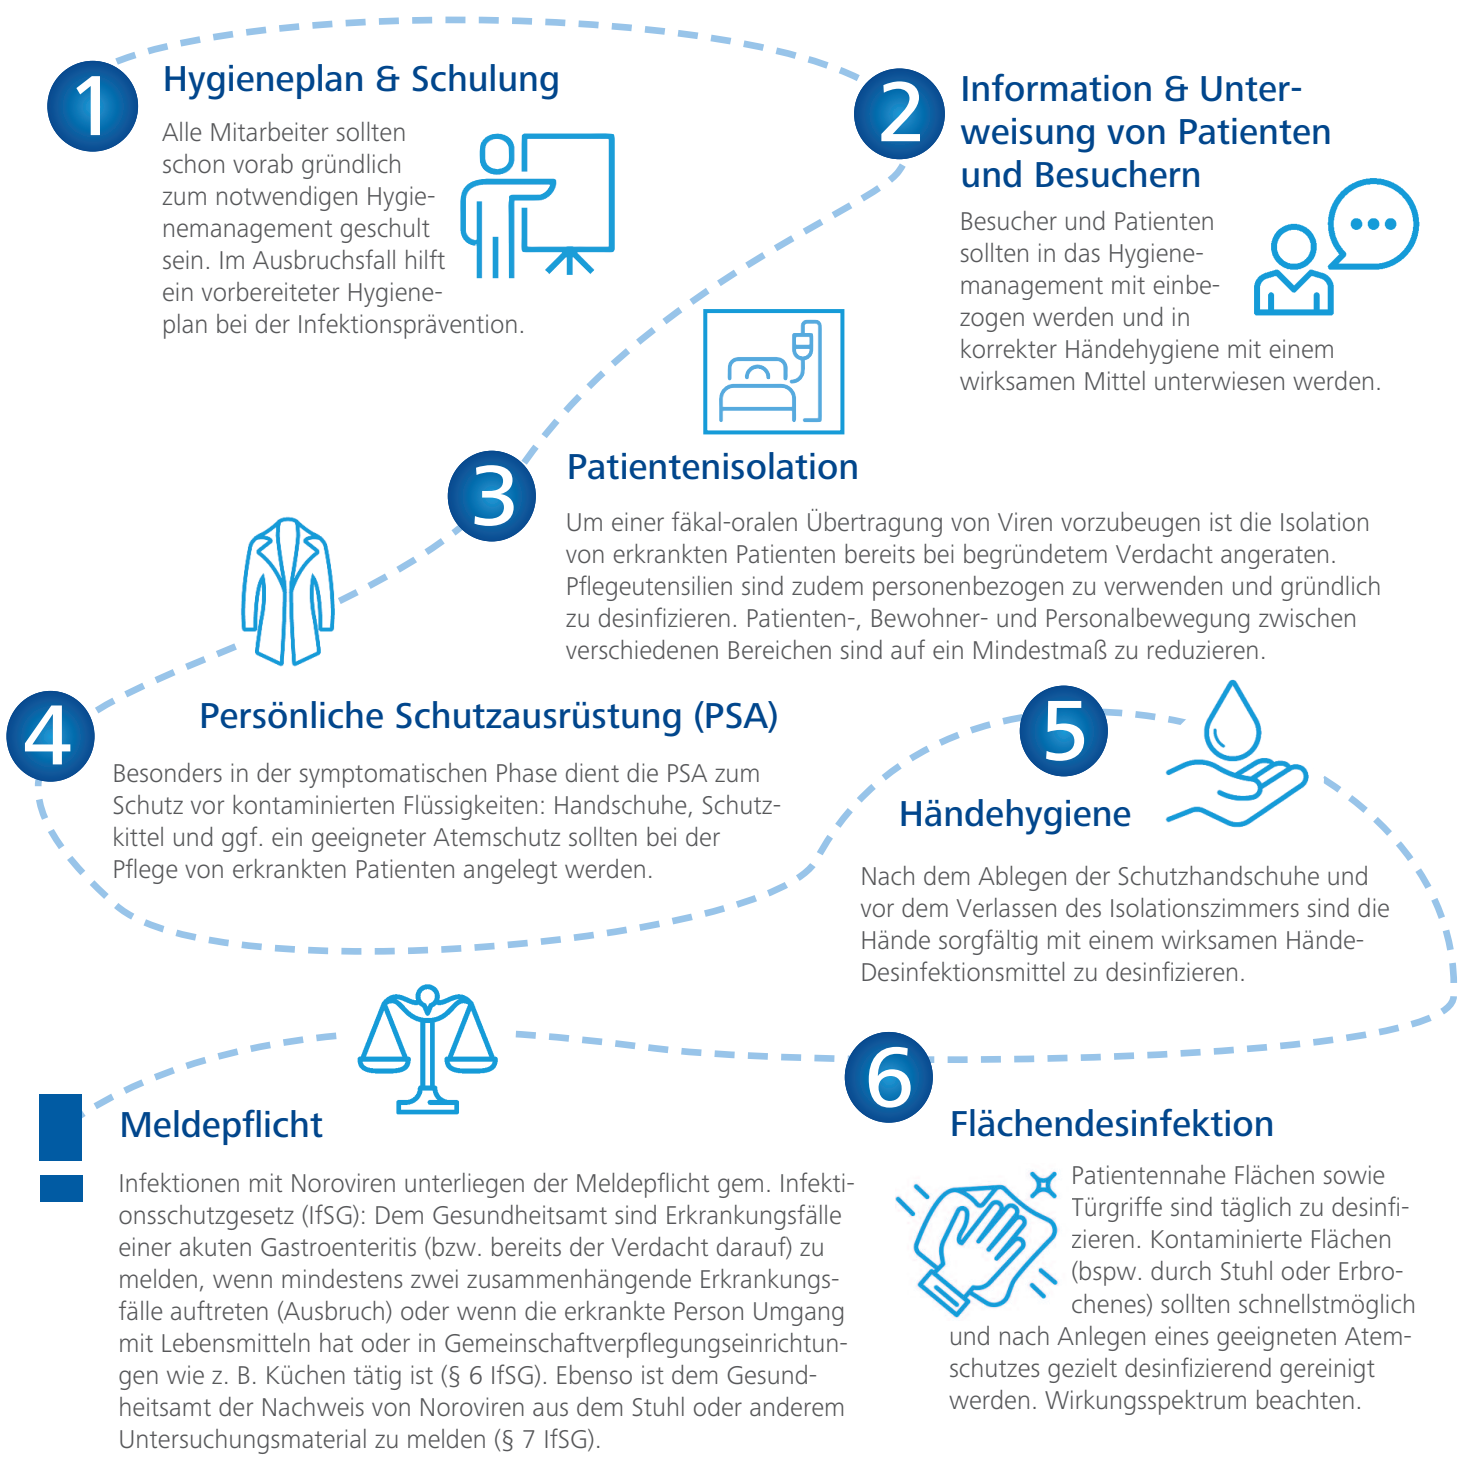 1
Hygieneplan & Schulung
Alle Mitarbeiter sollten
schon vorab gründlich
zum notwendigen Hygie-
nemanagement geschult
sein. Im Ausbruchsfall hilft
ein vorbereiteter Hygiene-
plan bei der Infektionsprävention.
2
Information & Unter-
weisung von Patienten
und Besuchern
Besucher und Patienten
sollten in das Hygiene-
management mit einbe-
zogen werden und in
korrekter Händehygiene mit einem
wirksamen Mittel unterwiesen werden.
3
Patientenisolation
Um einer fäkal-oralen Übertragung von Viren vorzubeugen ist die Isolation
von erkrankten Patienten bereits bei begründetem Verdacht angeraten.
Pflegeutensilien sind zudem personenbezogen zu verwenden und gründlich
zu desinfizieren. Patienten-, Bewohner- und Personalbewegung zwischen
verschiedenen Bereichen sind auf ein Mindestmaß zu reduzieren.
4
Persönliche Schutzausrüstung (PSA)
Besonders in der symptomatischen Phase dient die PSA zum
Schutz vor kontaminierten Flüssigkeiten: Handschuhe, Schutz-
kittel und ggf. ein geeigneter Atemschutz sollten bei der
Pflege von erkrankten Patienten angelegt werden.
5
Händehygiene
Nach dem Ablegen der Schutzhandschuhe und
vor dem Verlassen des Isolationszimmers sind die
Hände sorgfältig mit einem wirksamen Hände-
Desinfektionsmittel zu desinfizieren.
6
Flächendesinfektion
Patientennahe Flächen sowie
Türgriffe sind täglich zu desinfi-
zieren. Kontaminierte Flächen
(bspw. durch Stuhl oder Erbro-
chenes) sollten schnellstmöglich
und nach Anlegen eines geeigneten Atem-
schutzes gezielt desinfizierend gereinigt
werden. Wirkungsspektrum beachten.
!
Meldepflicht
Infektionen mit Noroviren unterliegen der Meldepflicht gem. Infekti-
onsschutzgesetz (IfSG): Dem Gesundheitsamt sind Erkrankungsfälle
einer akuten Gastroenteritis (bzw. bereits der Verdacht darauf) zu
melden, wenn mindestens zwei zusammenhängende Erkrankungs-
fälle auftreten (Ausbruch) oder wenn die erkrankte Person Umgang
mit Lebensmitteln hat oder in Gemeinschaftverpflegungseinrichtun-
gen wie z. B. Küchen tätig ist (§ 6 IfSG). Ebenso ist dem Gesund-
heitsamt der Nachweis von Noroviren aus dem Stuhl oder anderem
Untersuchungsmaterial zu melden (§ 7 IfSG).